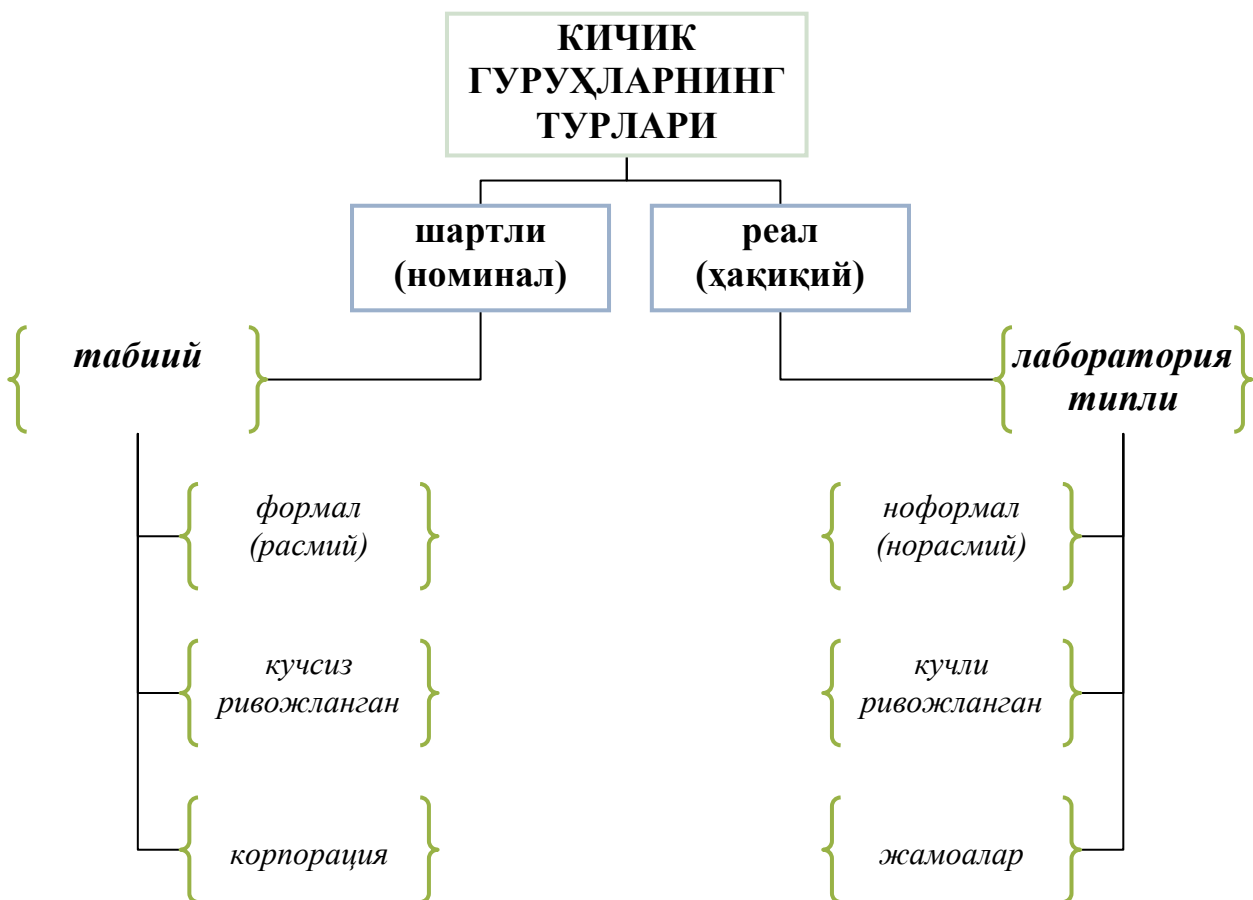 КИЧИК
ГУРУҲЛАРНИНГ
ТУРЛАРИ
шартли
(номинал)
реал
(ҳақиқий)
табиий
лаборатория
типли
формал
(расмий)
ноформал
(норасмий)
кучсиз
ривожланган
кучли
ривожланган
корпорация
жамоалар